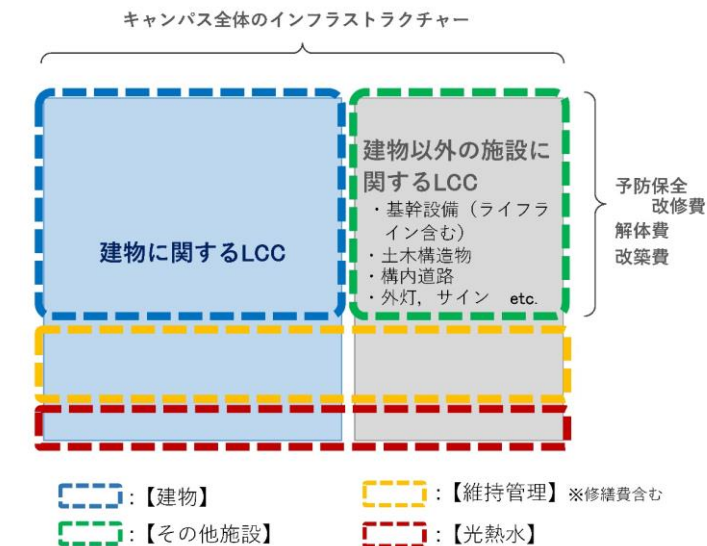 キャンパス全体のインフラストラクチャー
建物に関するLCC
建物以外の施設に
関するLCC
・基幹設備（ライフラ
イン含む）
・土木構造物
・構内道路
・外灯，サイン etc.
予防保全
改修費
解体費
改築費
：【建物】
：【維持管理】※修繕費含む
：【その他施設】
：【光熱水】